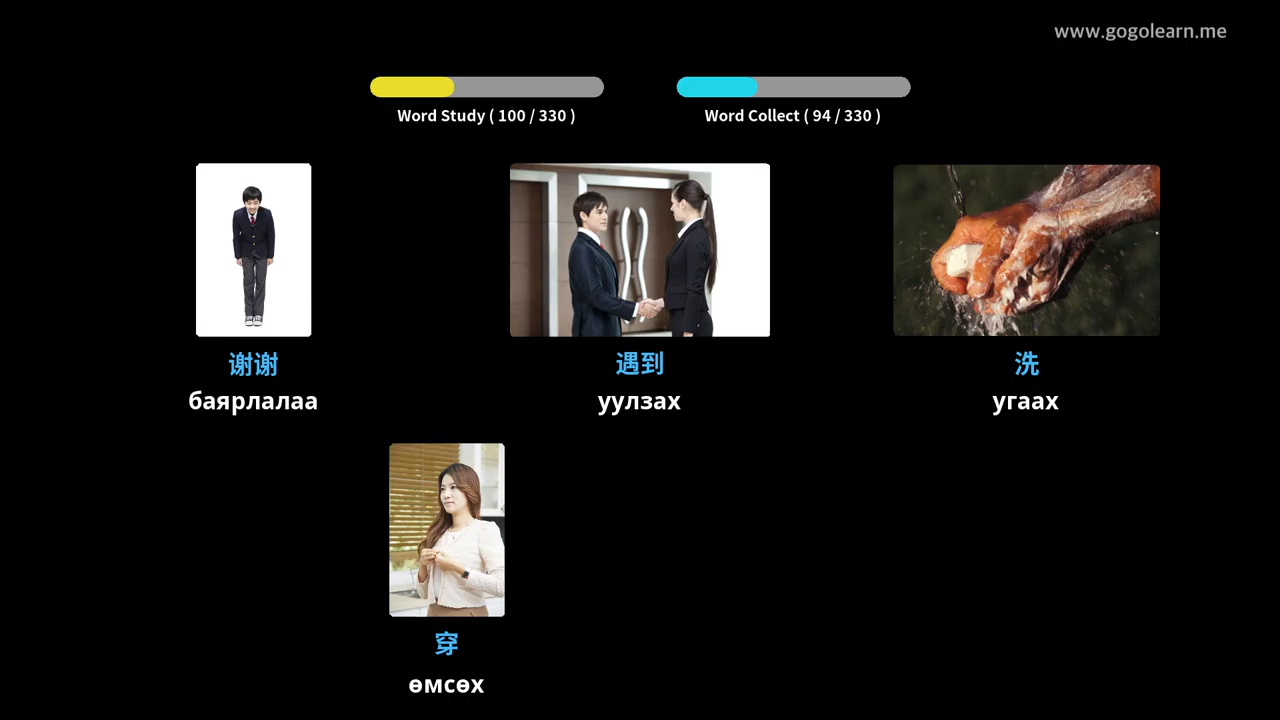 www.gogolearn.me
Word Study ( 100 / 330 )
Word Collect ( 94 / 330 )
谢谢
баярлалаа
遇到
уулзах
洗
угаах
穿
өмсөх